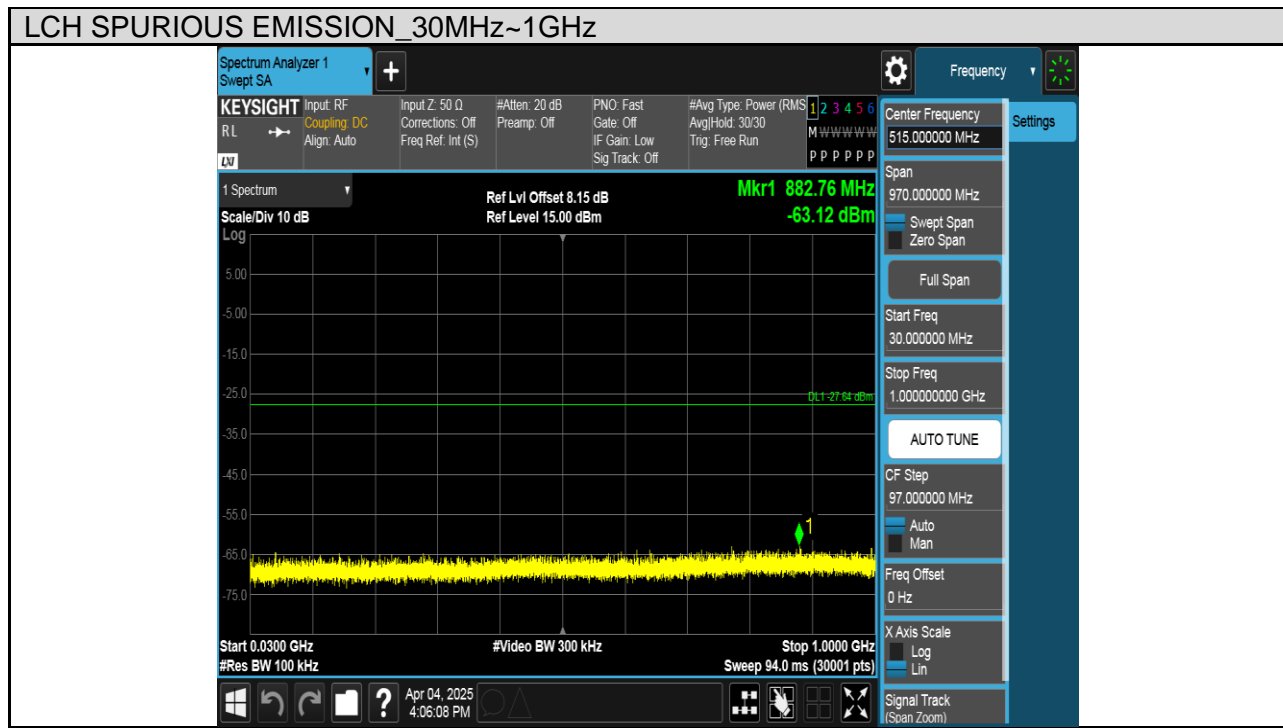 LCH SPURIOUS EMISSION_30MHz~1GHz
Spectrum Analyzer 1
Swept SA
+
Frequency
KEYSIGHT
RL
LXI
Input: RF
Coupling: DC
Align: Auto
Input Z: 50 Ω
Corrections: Off
Freq Ref: Int (S)
#Atten: 20 dB
Preamp: Off
PNO: Fast
Gate: Off
IF Gain: Low
Sig Track: Off
#Avg Type: Power (RMS
Avg|Hold: 30/30
Trig: Free Run
1 2 3 4 5 6
M W W W W W
P P P P P P
1 Spectrum
Scale/Div 10 dB
Log
Ref Lvl Offset 8.15 dB
Ref Level 15.00 dBm
Mkr1 882.76 MHz
-63.12 dBm
5.00
-5.00
-15.0
-25.0
DL1 -27.64 dBm
-35.0
-45.0
-55.0
1
-65.0
-75.0
Start 0.0300 GHz
#Res BW 100 kHz
#Video BW 300 kHz
Stop 1.0000 GHz
Sweep 94.0 ms (30001 pts)
?
Apr 04, 2025
4:06:08 PM
Center Frequency
515.000000 MHz
Settings
Span
970.000000 MHz
Swept Span
Zero Span
Full Span
Start Freq
30.000000 MHz
Stop Freq
1.000000000 GHz
AUTO TUNE
CF Step
97.000000 MHz
Auto
Man
Freq Offset
0 Hz
X Axis Scale
Log
Lin
Signal Track
(Span Zoom)